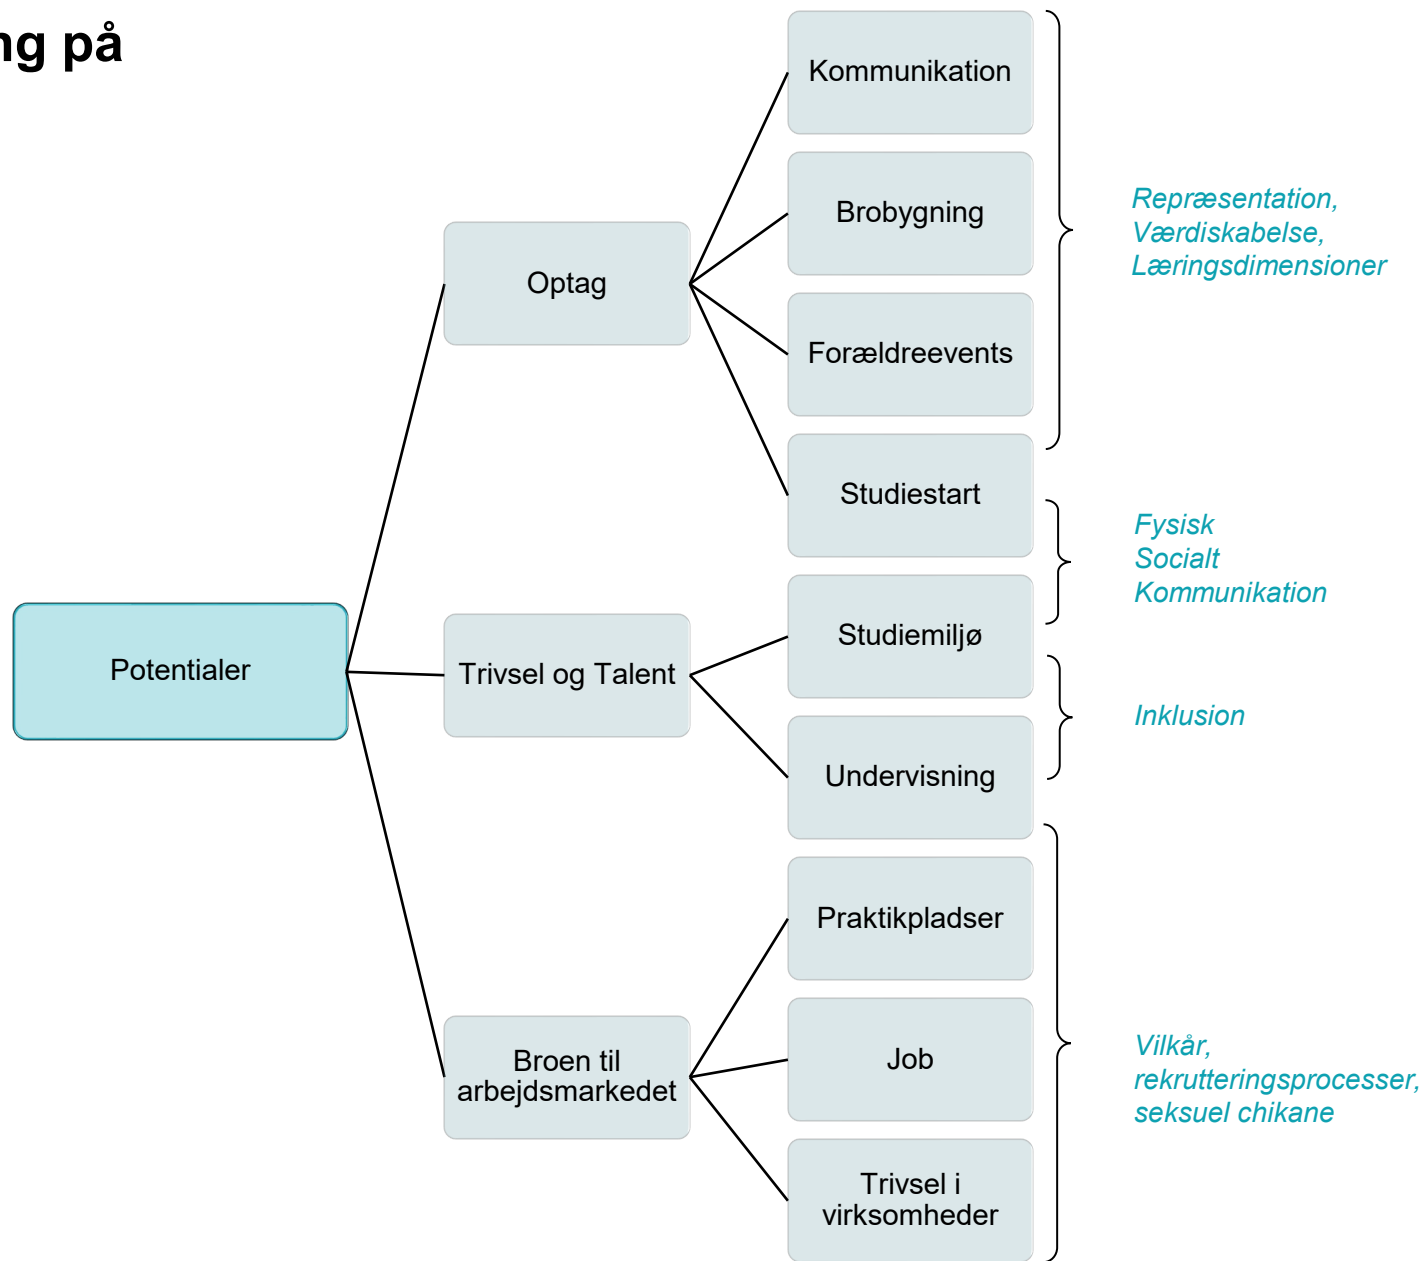 ng på
Kommunikation
Brobygning
Forældreevents
Studiestart
Optag
Repræsentation,
Værdiskabelse,
Læringsdimensioner
Fysisk
Socialt
Kommunikation
Potentialer
Trivsel og Talent
Studiemiljø
Undervisning
Inklusion
Broen til
arbejdsmarkedet
Praktikpladser
Job
Trivsel i
virksomheder
Vilkår,
rekrutteringsprocesser,
seksuel chikane